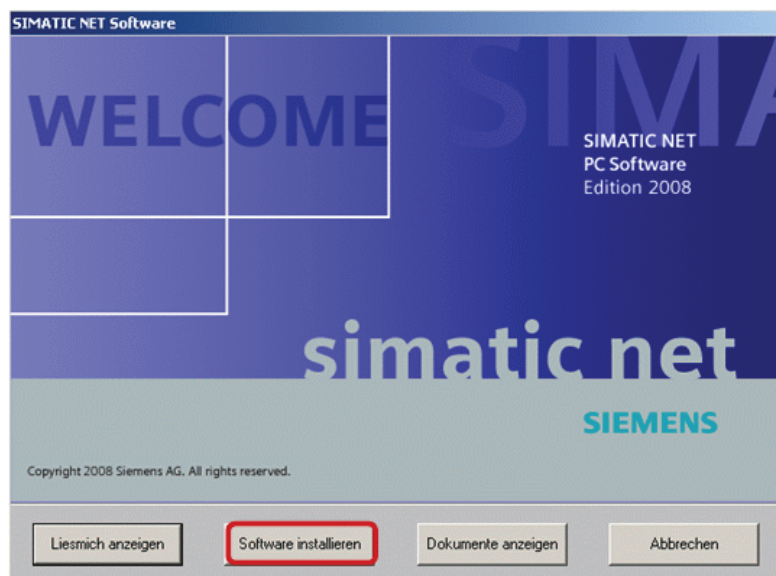 SIMATIC NET Software
WELCOME
SIMA
SIMATIC NET
PC Software
Edition 2008
simatic net
SIEMENS
Copyright 2008 Siemens AG. All rights reserved.
Liesmich anzeigen
Software installieren
Dokumente anzeigen
Abbrechen